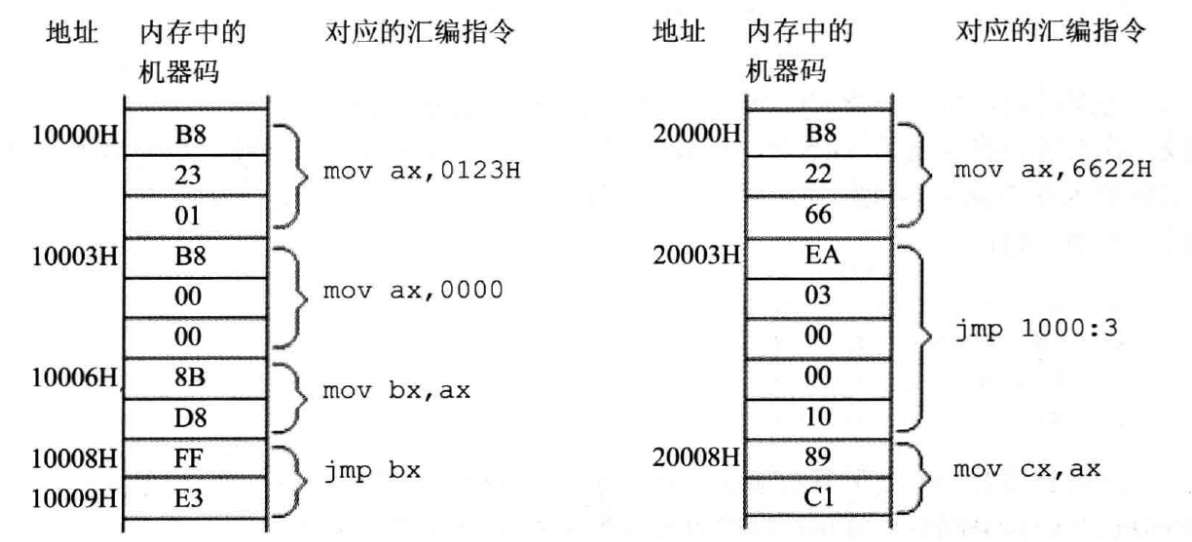 地址 内存中的 对应的汇编指令
机器码
10000H B8
23 mov ax,0123H
01
10003H B8
00 mov ax,0000
00
10006H 8B
D8 mov bx,ax
10008H FF
10009H E3 jmp bx
地址 内存中的 对应的汇编指令
机器码
20000H B8
22 mov ax,6622H
66
20003H EA
03
00 jmp 1000:3
00
10
20008H 89
C1 mov cx,ax